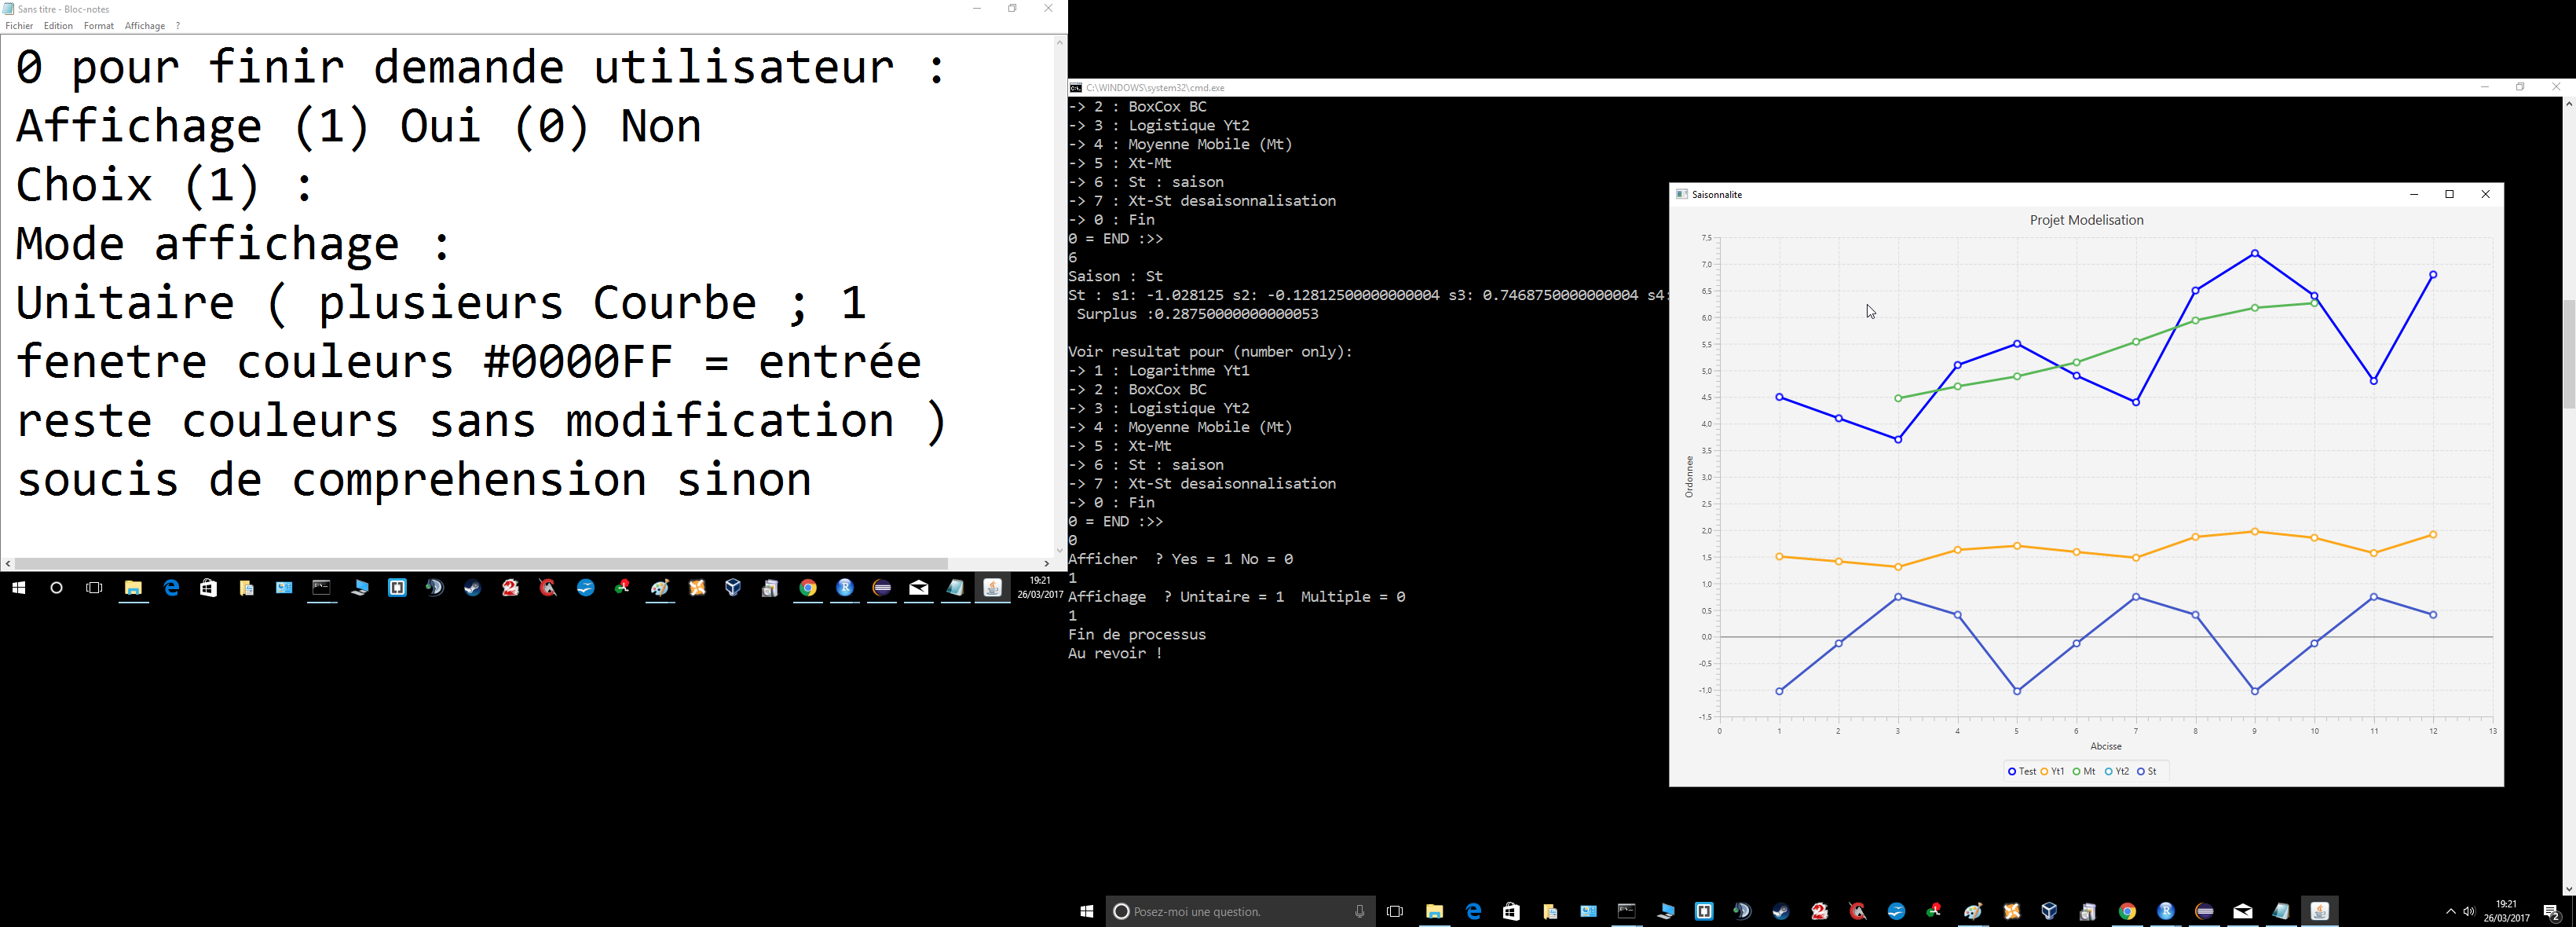 Sans titre - Bloc-notes
Fichier Edition Format Affichage ?
0 pour finir demande utilisateur :
Affichage (1) Oui (0) Non
Choix (1) :
Mode affichage :
Unitaire ( plusieurs Courbe ; 1
fenetre couleurs #0000FF = entrée
reste couleurs sans modification )
soucis de comprehension sinon
19:21
26/03/2017
C:\WINDOWS\system32\cmd.exe
-> 2 : BoxCox BC
-> 3 : Logistique Yt2
-> 4 : Moyenne Mobile (Mt)
-> 5 : Xt-Mt
-> 6 : St : saison
-> 7 : Xt-St desaisonnalisation
-> 0 : Fin
0 = END :>>
6
Saison : St
St : s1: -1.028125 s2: -0.12812500000000004 s3: 0.7468750000000004 s4:
Surplus :0.28750000000000053
Voir resultat pour (number only):
-> 1 : Logarithme Yt1
-> 2 : BoxCox BC
-> 3 : Logistique Yt2
-> 4 : Moyenne Mobile (Mt)
-> 5 : Xt-Mt
-> 6 : St : saison
-> 7 : Xt-St desaisonnalisation
-> 0 : Fin
0 = END :>>
0
Afficher ? Yes = 1 No = 0
1
Affichage ? Unitaire = 1 Multiple = 0
1
Fin de processus
Au revoir !
Saisonnalite
Projet Modelisation
7,5
7,0
6,5
6,0
5,5
5,0
4,5
4,0
3,5
3,0
2,5
2,0
1,5
1,0
0,5
0,0
-0,5
-1,0
-1,5
Ordonnee
0 1 2 3 4 5 6 7 8 9 10 11 12 13
Abcisse
Test Yt1 Mt Yt2 St
Posez-moi une question.
19:21
26/03/2017
2